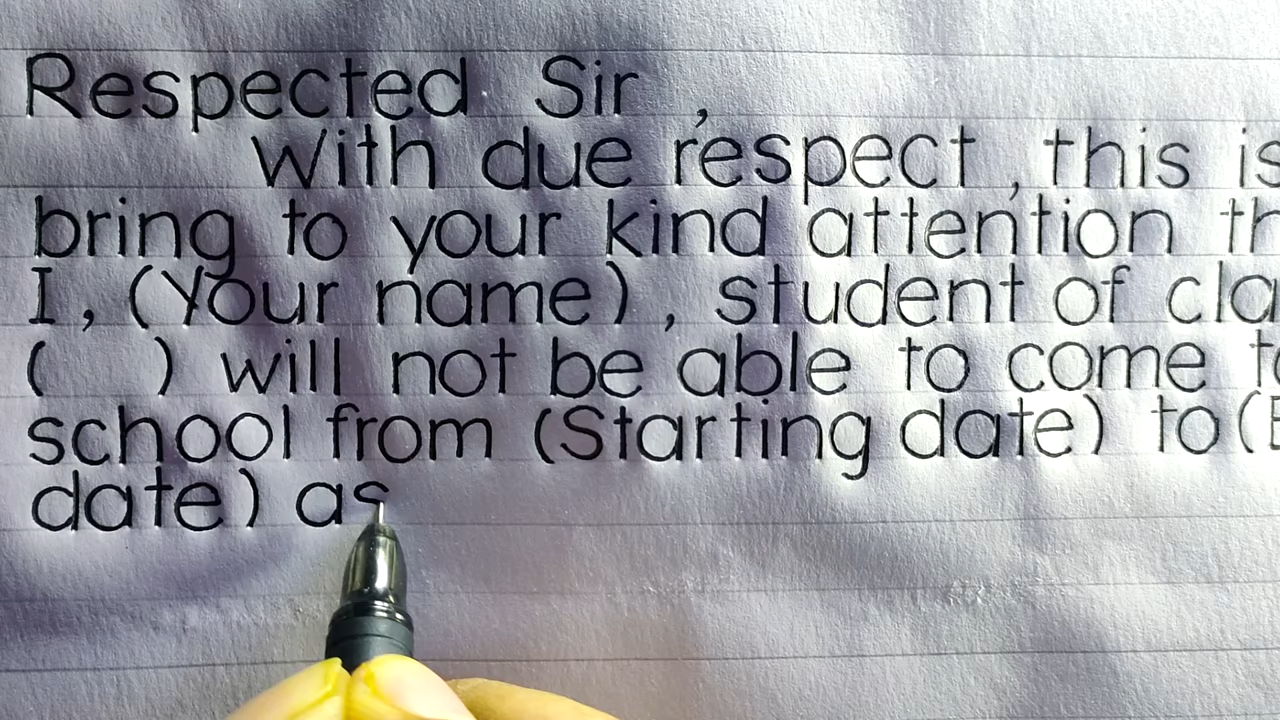 Respected Sir ,
With due respect, this is
bring to your kind attention th
I, (Your name), student of cla
( ) will not be able to come to
school from (Starting date) to (E
date) as